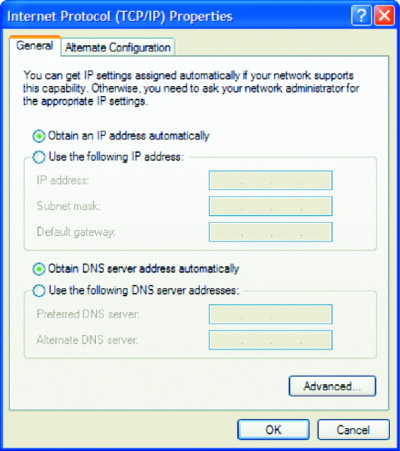 Internet Protocol (TCP/IP) Properties
General
Alternate Configuration
You can get IP settings assigned automatically if your network supports
this capability. Otherwise, you need to ask your network administrator for
the appropriate IP settings.
Obtain an IP address automatically
Use the following IP address:
IP address:
Subnet mask:
Default gateway:
Obtain DNS server address automatically
Use the following DNS server addresses:
Preferred DNS server:
Alternate DNS server:
Advanced...
OK
Cancel